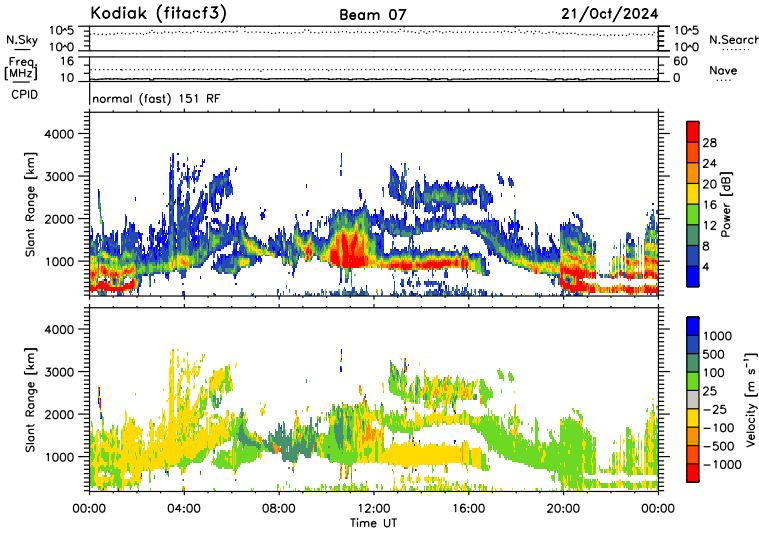 Kodiak (fitacf3) Beam 07 21/Oct/2024
N.Sky 10^5 10^0 10^5 10^0 N.Search
Freq. [MHz] 16 10 60 0 Nave
CPID normal (fast) 151 RF
Slant Range [km] 4000 3000 2000 1000
Power [dB] 28 24 20 16 12 8 4
Slant Range [km] 4000 3000 2000 1000
Velocity [m s⁻¹] 1000 500 100 25 −25 −100 −500 −1000
00:00 04:00 08:00 12:00 16:00 20:00 00:00
Time UT